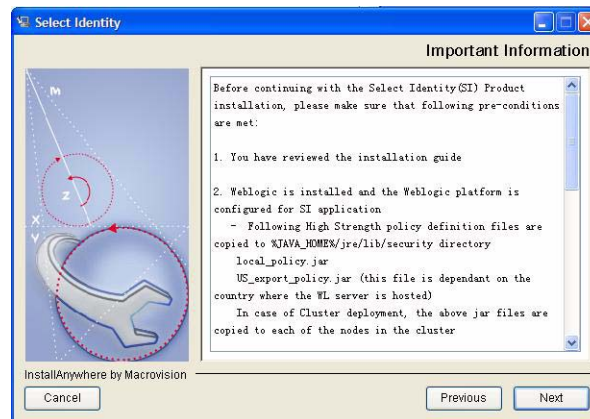 Select Identity
Important Information
M
Z
X
Y
Before continuing with the Select Identity(SI) Product
installation, please make sure that following pre-conditions
are met:
1. You have reviewed the installation guide
2. Weblogic is installed and the Weblogic platform is
configured for SI application
- Following High Strength policy definition files are
copied to %JAVA_HOME%/jre/lib/security directory
local_policy.jar
US_export_policy.jar (this file is dependant on the
country where the WL server is hosted)
In case of Cluster deployment, the above jar files are
copied to each of the nodes in the cluster
InstallAnywhere by Macrovision
Cancel
Previous
Next